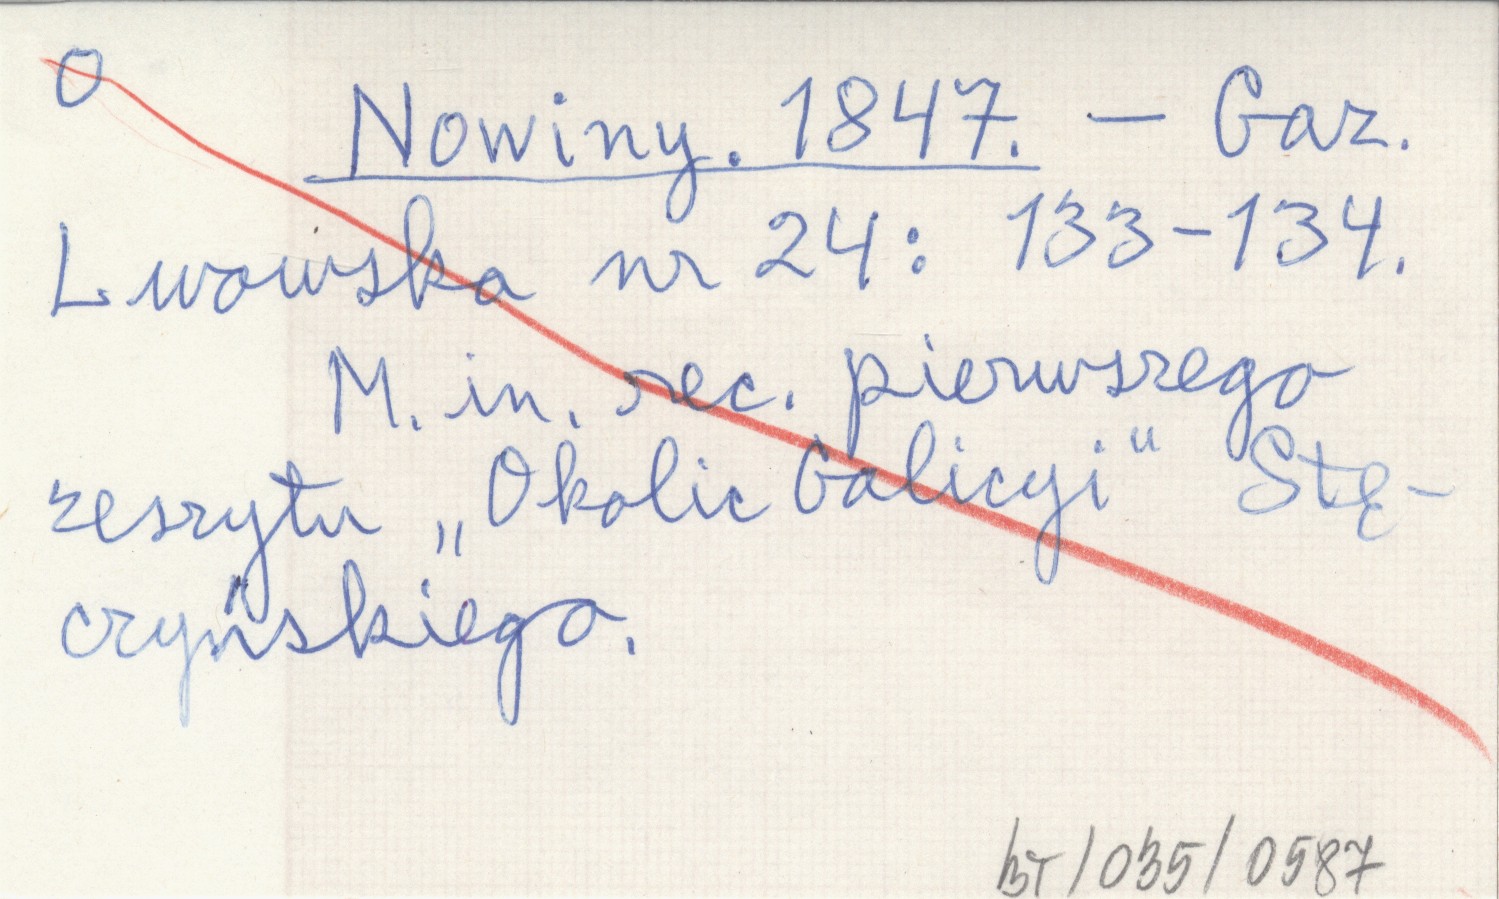 O
Nowiny. 1847. — Gaz.
Lwowska nr 24: 133-134.
M. in. rec. pierwszego
zeszytu „Okolic Galicyi" Stę-
czyńskiego.
BT/035/0587